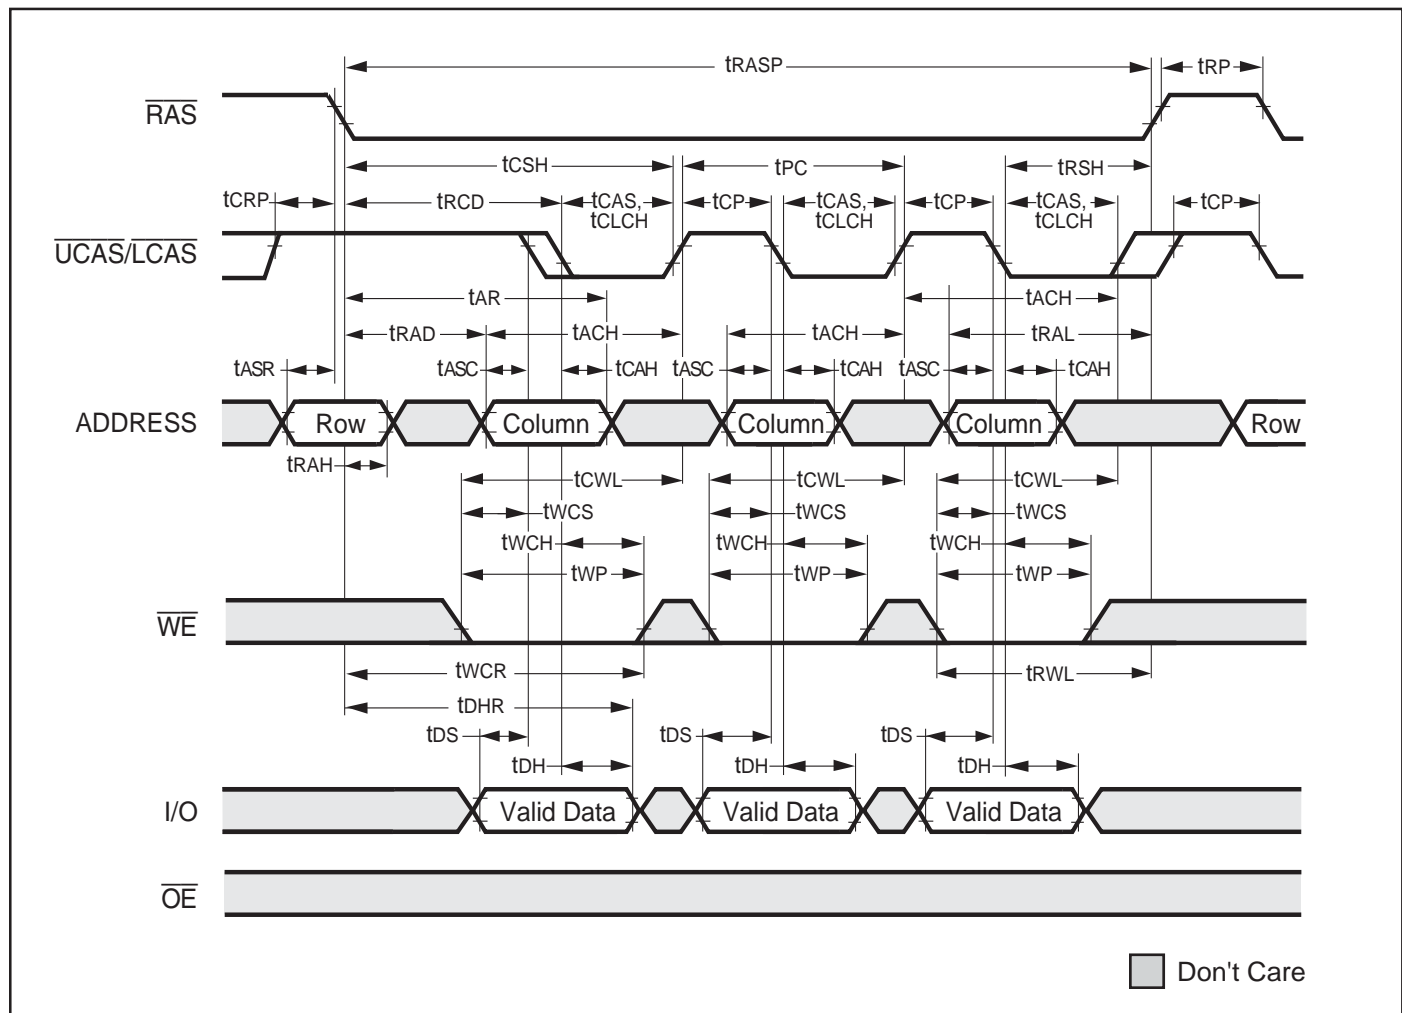 tRASP
tRP
RAS
tCSH
tPC
tRSH
tCRP
tRCD
tCAS,
tCLCH
tCP
tCAS,
tCLCH
tCP
tCAS,
tCLCH
tCP
UCAS/LCAS
tAR
tACH
tRAD
tACH
tACH
tRAL
tASR
tASC
tCAH
tASC
tCAH
tASC
tCAH
ADDRESS
Row
Column
Column
Column
Row
tRAH
tCWL
tCWL
tCWL
tWCS
tWCS
tWCS
tWCH
tWCH
tWCH
tWP
tWP
tWP
WE
tWCR
tRWL
tDHR
tDS
tDS
tDS
tDH
tDH
tDH
I/O
Valid Data
Valid Data
Valid Data
OE
Don't Care